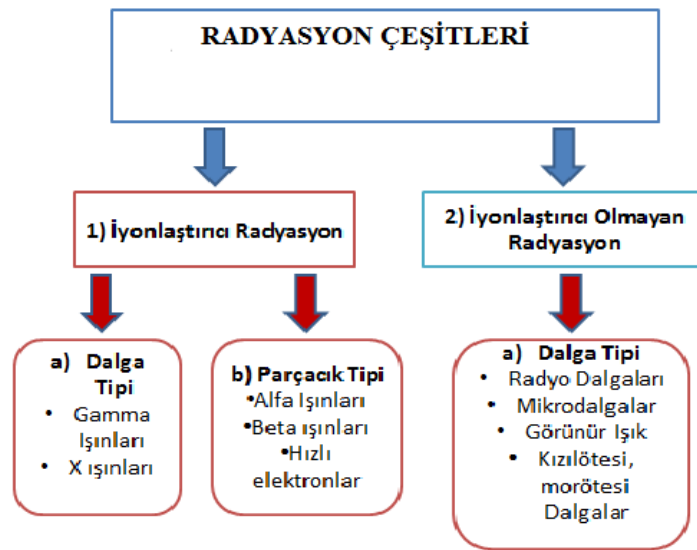 RADYASYON ÇEŞİTLERİ
1) İyonlaştırıcı Radyasyon
2) İyonlaştırıcı Olmayan
Radyasyon
a) Dalga
Tipi
• Gamma
Işınları
• X ışınları
b) Parçacık Tipi
•Alfa Işınları
•Beta ışınları
•Hızlı
elektronlar
a) Dalga Tipi
• Radyo Dalgaları
• Mikrodalgalar
• Görünür Işık
• Kızılötesi,
morötesi
Dalgalar